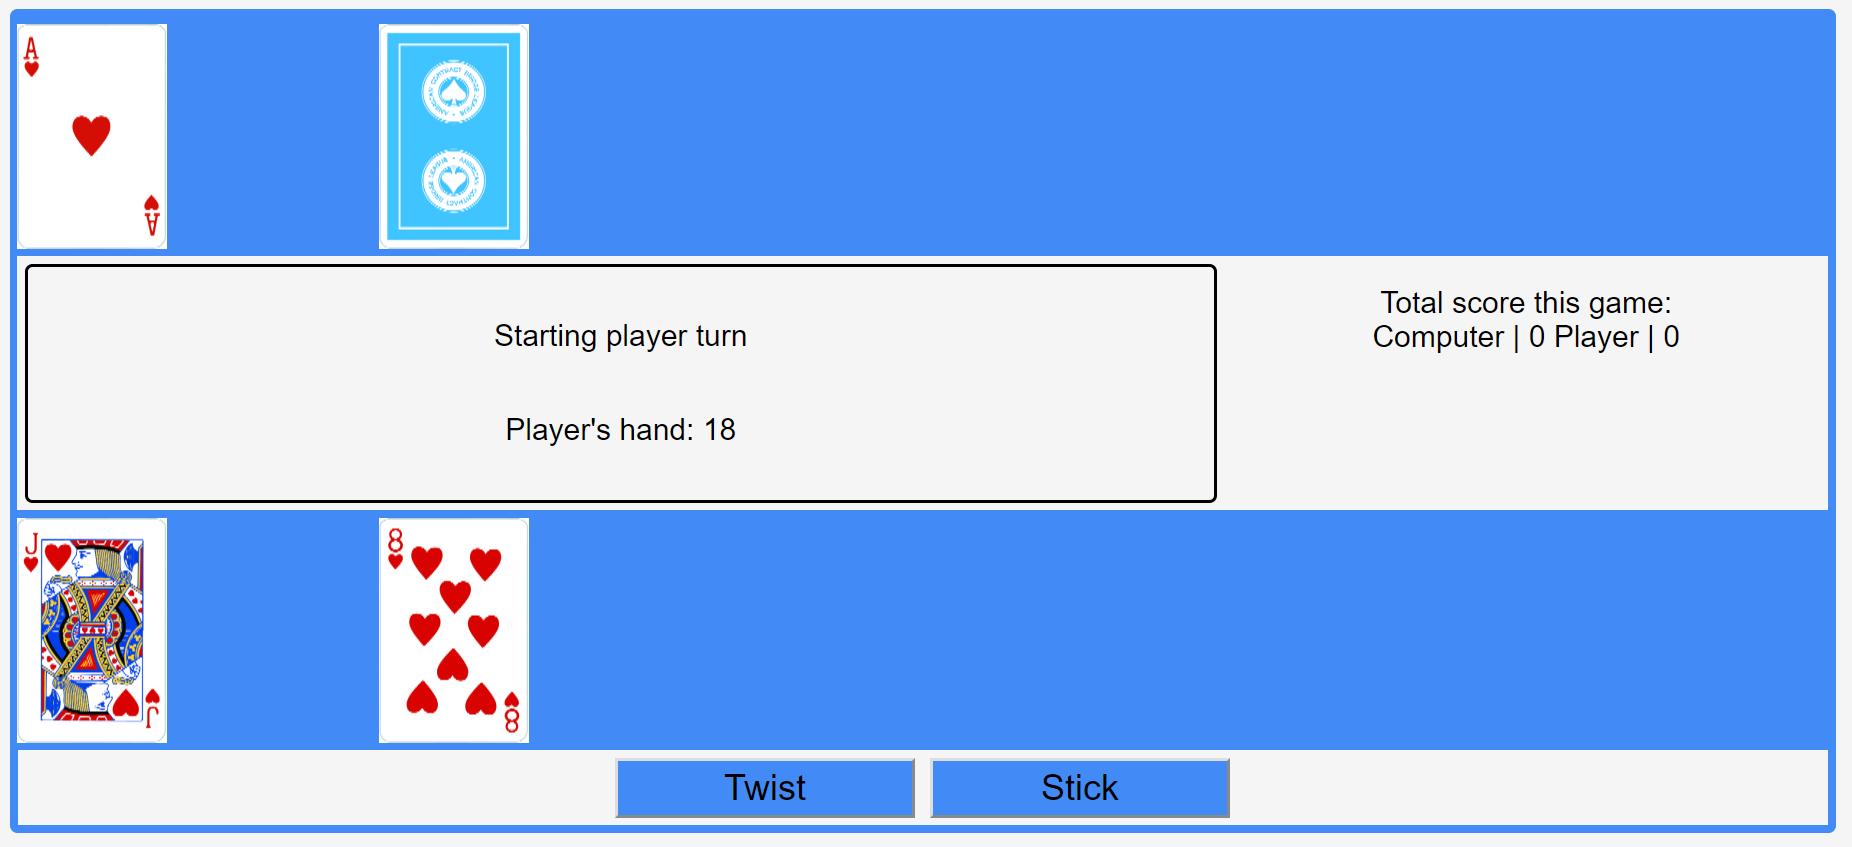 A
A
Starting player turn
Player's hand: 18
Total score this game:
Computer | 0 Player | 0
J
J
8
8
Twist
Stick